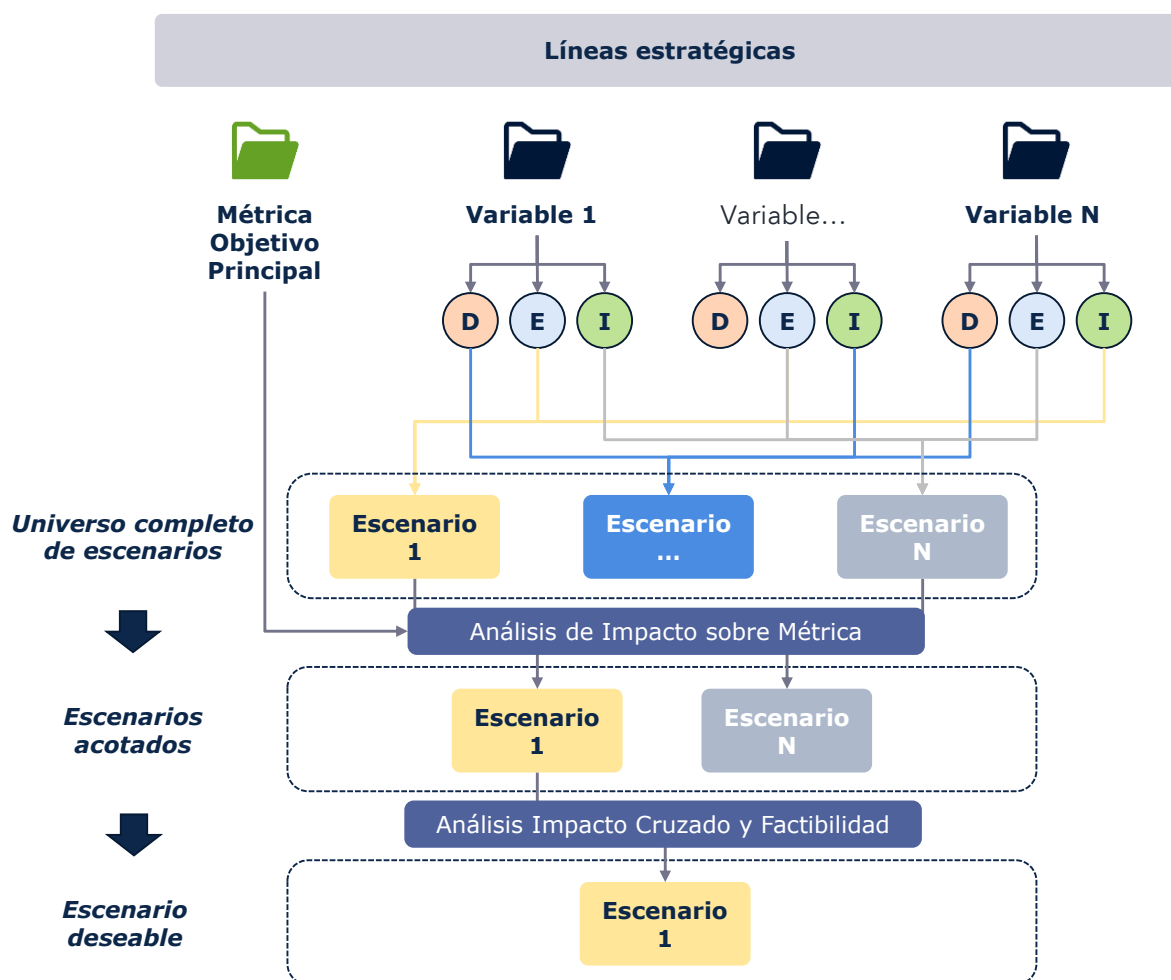 Líneas estratégicas
Métrica
Objetivo
Principal
Variable 1
Variable...
Variable N
D
E
I
D
E
I
D
E
I
Universo completo
de escenarios
Escenario
1
Escenario
...
Escenario
N
Análisis de Impacto sobre Métrica
Escenarios
acotados
Escenario
1
Escenario
N
Análisis Impacto Cruzado y Factibilidad
Escenario
deseable
Escenario
1